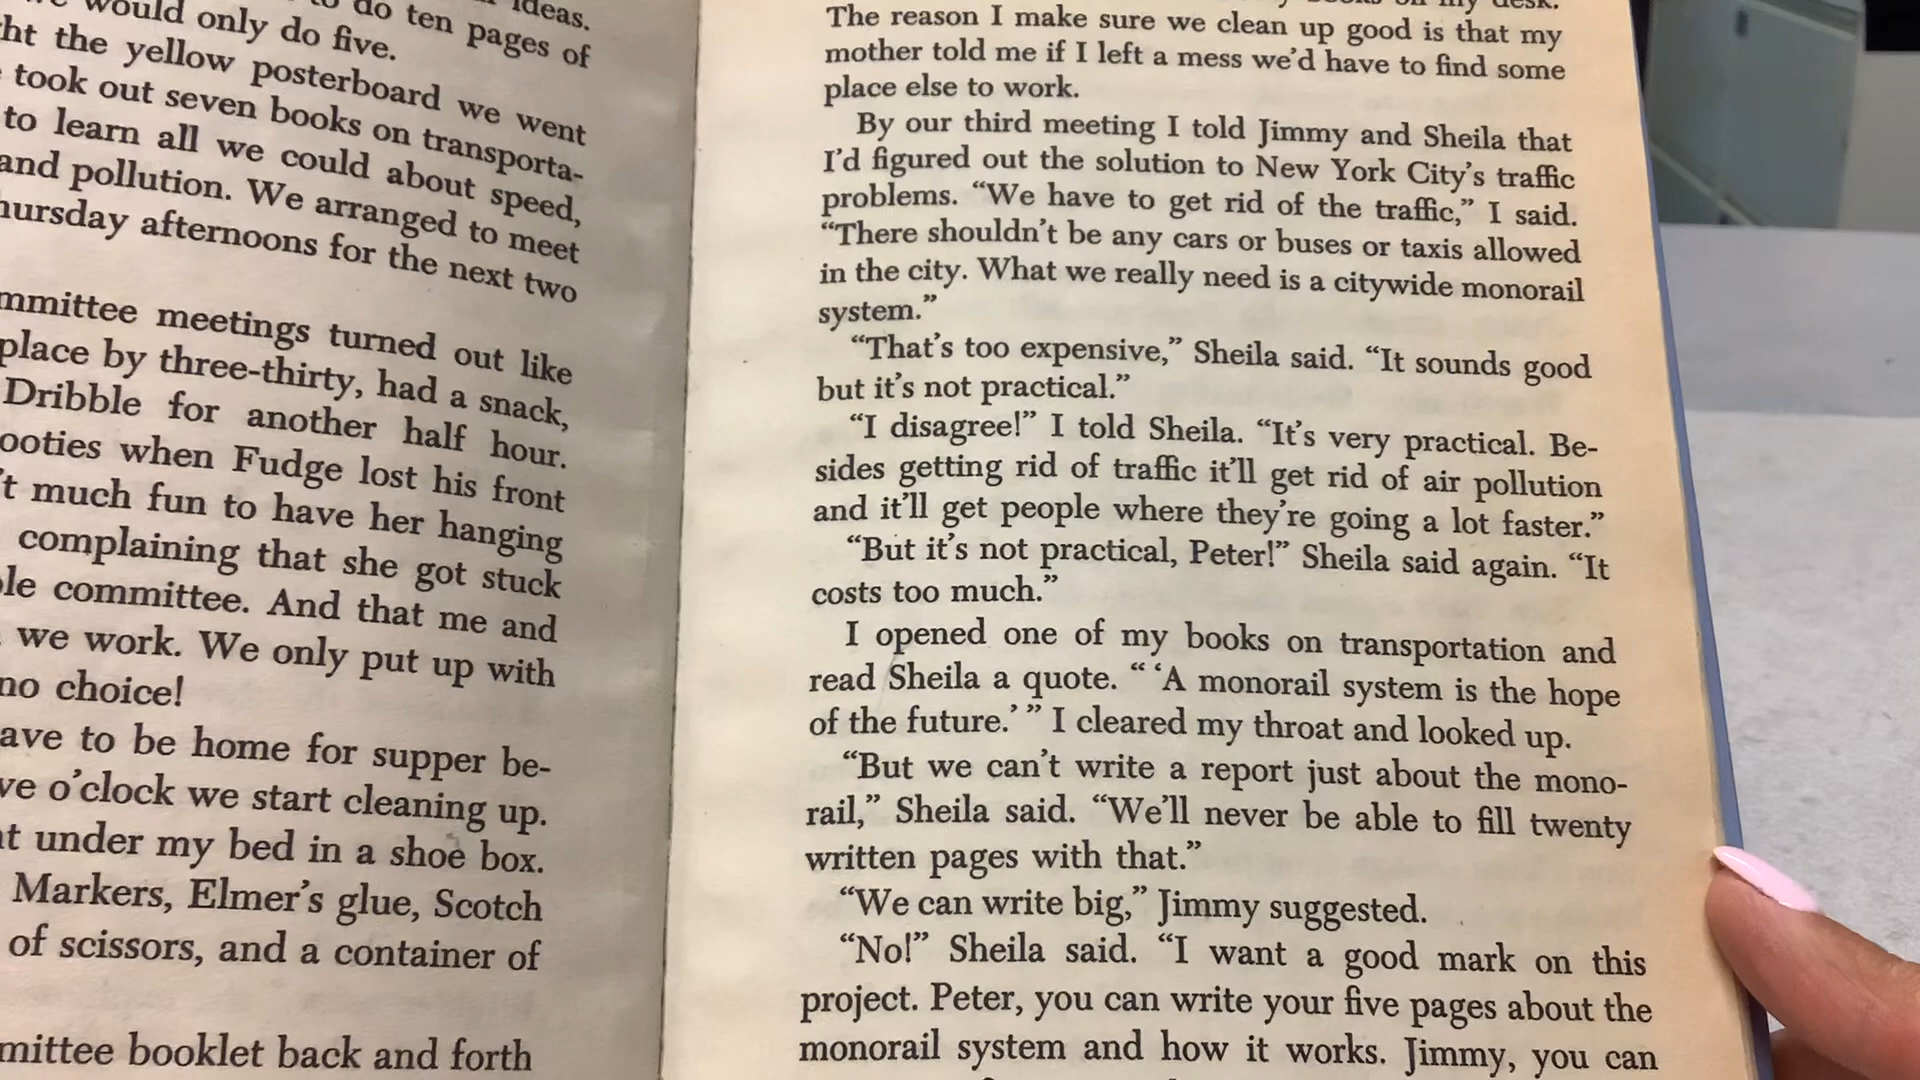 ideas.
would only do five.
to do ten pages of
the yellow posterboard we went
took out seven books on transporta-
to learn all we could about speed,
and pollution. We arranged to meet
afternoons for the next two
meetings turned out like
place by three-thirty, had a snack,
Dribble for another half hour.
when Fudge lost his front
much fun to have her hanging
complaining that she got stuck
committee. And that me and
we work. We only put up with
no choice!
to be home for supper be-
o'clock we start cleaning up.
under my bed in a shoe box.
Markers, Elmer's glue, Scotch
of scissors, and a container of
booklet back and forth
on my desk.
The reason I make sure we clean up good is that my
mother told me if I left a mess we'd have to find some
place else to work.
By our third meeting I told Jimmy and Sheila that
I'd figured out the solution to New York City's traffic
problems. “We have to get rid of the traffic,” I said.
“There shouldn't be any cars or buses or taxis allowed
in the city. What we really need is a citywide monorail
system.”
“That's too expensive,” Sheila said. “It sounds good
but it's not practical.”
“I disagree!” I told Sheila. “It's very practical. Be-
sides getting rid of traffic it'll get rid of air pollution
and it'll get people where they're going a lot faster.”
“But it's not practical, Peter!” Sheila said again. “It
costs too much.”
I opened one of my books on transportation and
read Sheila a quote. “ ‘A monorail system is the hope
of the future.’ ” I cleared my throat and looked up.
“But we can't write a report just about the mono-
rail,” Sheila said. “We'll never be able to fill twenty
written pages with that.”
“We can write big,” Jimmy suggested.
“No!” Sheila said. “I want a good mark on this
project. Peter, you can write your five pages about the
monorail system and how it works. Jimmy, you can